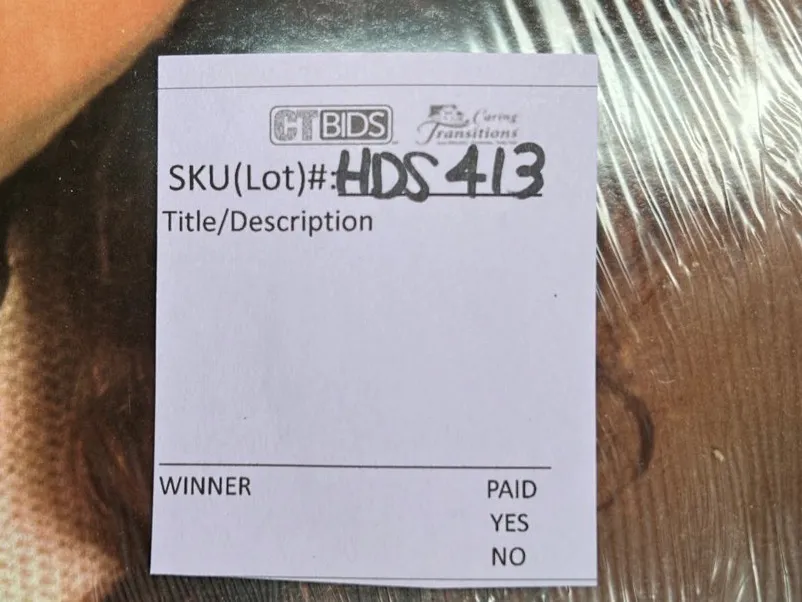 CTBIDS
Caring
Transitions
SKU(Lot)#: HDS 413
Title/Description
WINNER
PAID
YES
NO